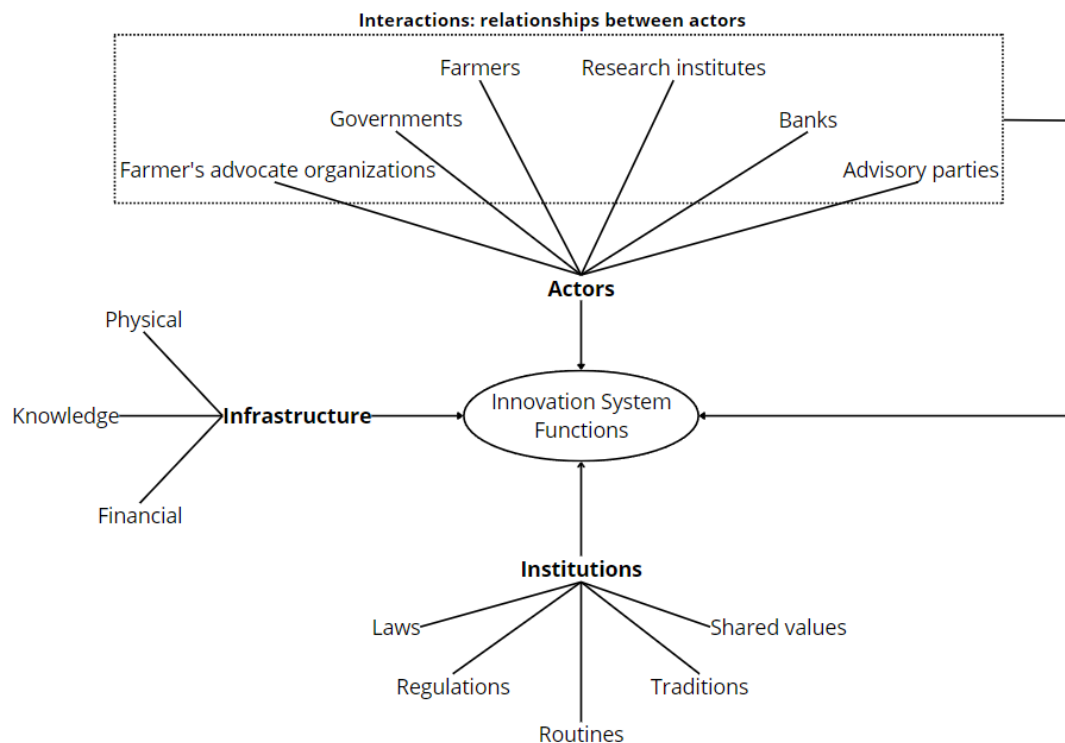 Interactions: relationships between actors
Farmers
Research institutes
Governments
Banks
Farmer's advocate organizations
Advisory parties
Actors
Physical
Knowledge
Infrastructure
Financial
Innovation System
Functions
Institutions
Laws
Shared values
Regulations
Traditions
Routines